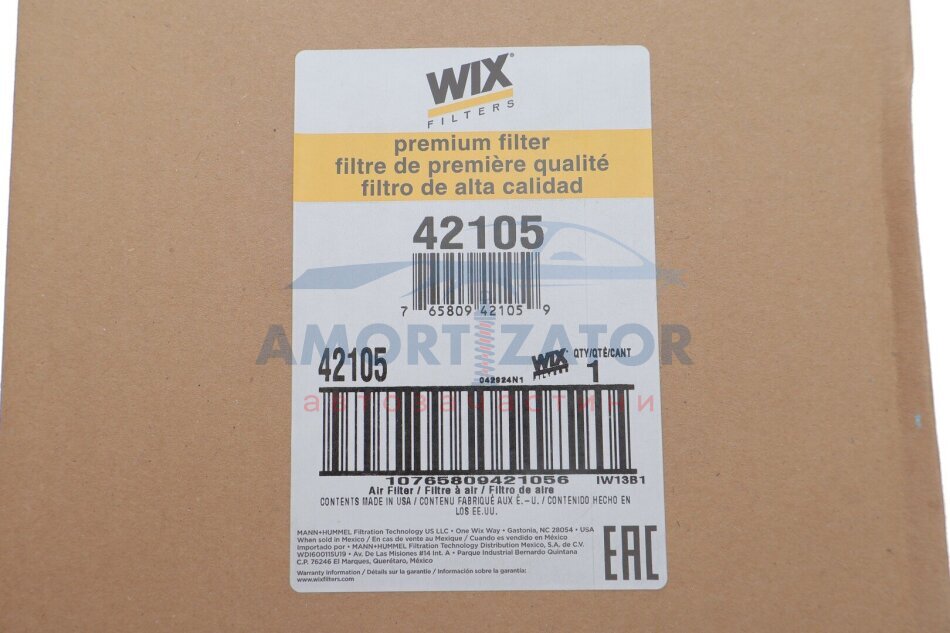 WIX®
FILTERS
premium filter
filtre de première qualité
filtro de alta calidad
42105
7 65809 42105 9
AMORTIZATOR
42105
042924N1
WIX
FILTERS
QTY/QTÉ/CANT
1
автозапчастини
10765809421056
IW13B1
Air Filter / Filtre à air / Filtro de aire
CONTENTS MADE IN USA / CONTENU FABRIQUÉ AUX É.-U. / CONTENIDO HECHO EN
LOS EE.UU.
MANN+HUMMEL Filtration Technology US LLC • One Wix Way • Gastonia, NC 28054 • USA
When sold in Mexico / En cas de vente au Mexique / Cuando es vendido en México
Importado por • MANN+HUMMEL Filtration Technology Distribution Mexico, S.A. de C.V.
WDI600115U19 • Av. De Las Misiones #14 Int. A • Parque Industrial Bernardo Quintana
C.P. 76246 El Marques, Querétaro, México
EAC
Warranty information / Détails sur la garantie / Información sobre la garantía:
www.wixfilters.com